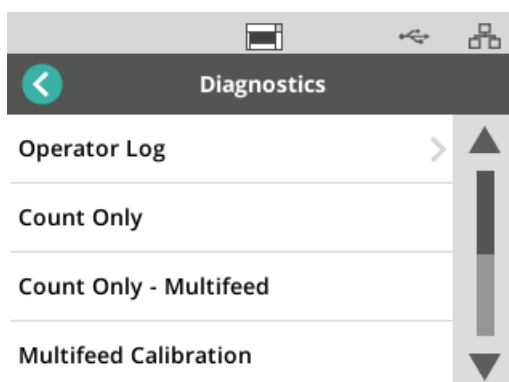 Diagnostics
Operator Log
Count Only
Count Only - Multifeed
Multifeed Calibration